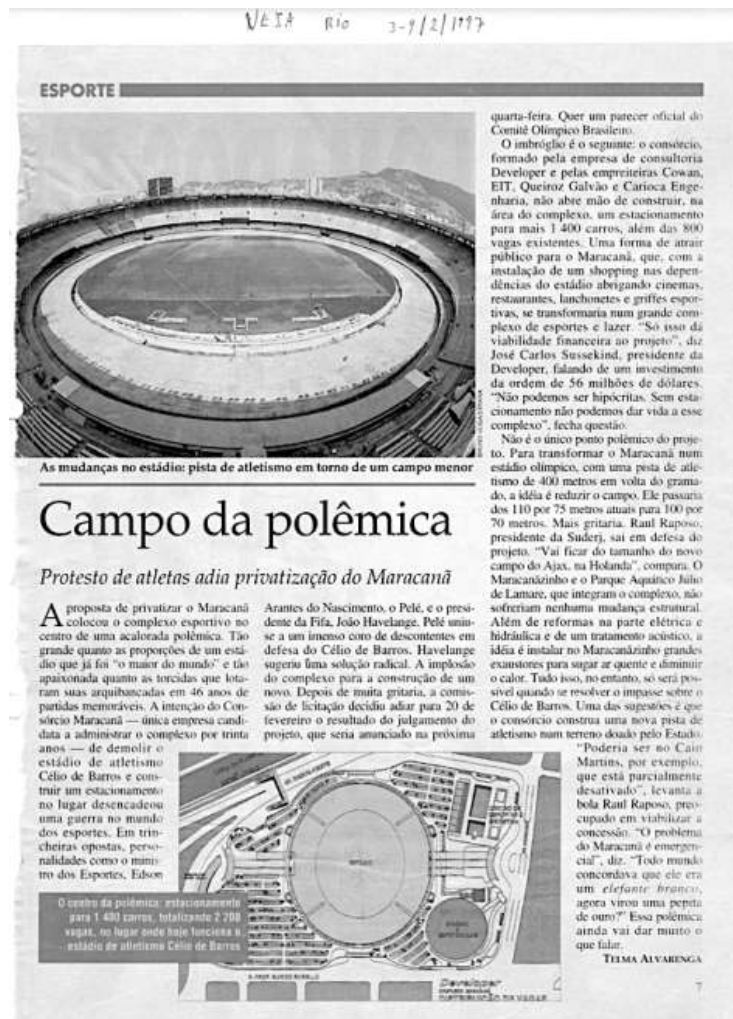 VEJA RIO 3-9/2/1997
ESPORTE
As mudanças no estádio: pista de atletismo em torno de um campo menor
Campo da polêmica
Protesto de atletas adia privatização do Maracanã
A proposta de privatizar o Maracanã
colocou o complexo esportivo no
centro de uma acalorada polêmica. Tão
grande quanto as proporções de um está-
dio que já foi “o maior do mundo” e tão
apaixonada quanto as torcidas que lota-
ram suas arquibancadas em 46 anos de
partidas memoráveis. A intenção do Con-
sórcio Maracanã — única empresa candi-
data a administrar o complexo por trinta
anos — de demolir o
estádio de atletismo
Célio de Barros e cons-
truir um estacionamento
no lugar desencadeou
uma guerra no mundo
dos esportes. Em trin-
cheiras opostas, perso-
nalidades como o minis-
tro dos Esportes, Edson
Arantes do Nascimento, o Pelé, e o presi-
dente da Fifa, João Havelange. Pelé uniu-
se a um imenso coro de descontentes em
defesa do Célio de Barros. Havelange
sugeriu uma solução radical. A implosão
do complexo para a construção de um
novo. Depois de muita gritaria, a comis-
são de licitação decidiu adiar para 20 de
fevereiro o resultado do julgamento do
projeto, que seria anunciado na próxima
quarta-feira. Quer um parecer oficial do
Comitê Olímpico Brasileiro.
O imbróglio é o seguinte: o consórcio,
formado pela empresa de consultoria
Developer e pelas empreiteiras Cowan,
EIT, Queiroz Galvão e Carioca Enge-
nharia, não abre mão de construir, na
área do complexo, um estacionamento
para mais 1 400 carros, além das 800
vagas existentes. Uma forma de atrair
público para o Maracanã, que, com a
instalação de um shopping nas depen-
dências do estádio abrigando cinemas,
restaurantes, lanchonetes e griffes espor-
tivas, se transformaria num grande com-
plexo de esportes e lazer. “Só isso dá
viabilidade financeira ao projeto”, diz
José Carlos Sussekind, presidente da
Developer, falando de um investimento
da ordem de 56 milhões de dólares.
“Não podemos ser hipócritas. Sem esta-
cionamento não podemos dar vida a esse
complexo”, fecha questão.
Não é o único ponto polêmico do proje-
to. Para transformar o Maracanã num
estádio olímpico, com uma pista de atle-
tismo de 400 metros em volta do grama-
do, a idéia é reduzir o campo. Ele passaria
dos 110 por 75 metros atuais para 100 por
70 metros. Mais gritaria. Raul Raposo,
presidente da Suderj, sai em defesa do
projeto. “Vai ficar do tamanho do novo
campo do Ajax, na Holanda”, compara. O
Maracanãzinho e o Parque Aquático Júlio
de Lamare, que integram o complexo, não
sofreriam nenhuma mudança estrutural.
Além de reformas na parte elétrica e
hidráulica e de um tratamento acústico, a
idéia é instalar no Maracanãzinho grandes
exaustores para sugar ar quente e diminuir
o calor. Tudo isso, no entanto, só será pos-
sível quando se resolver o impasse sobre o
Célio de Barros. Uma das sugestões é que
o consórcio construa uma nova pista de
atletismo num terreno doado pelo Estado.
“Poderia ser no Caio
Martins, por exemplo,
que está parcialmente
desativado”, levanta a
bola Raul Raposo, preo-
cupado em viabilizar a
concessão. “O problema
do Maracanã é emergen-
cial”, diz. “Todo mundo
concordava que ele era
um elefante branco,
agora virou uma pepita
de ouro?” Essa polêmica
ainda vai dar muito o
que falar.
TELMA ALVARENGA
O centro da polêmica: estacionamento
para 1 400 carros, totalizando 2 200
vagas, no lugar onde hoje funciona o
estádio de atletismo Célio de Barros
Developer
DISTRIBUIÇÃO DA VAGAS
7